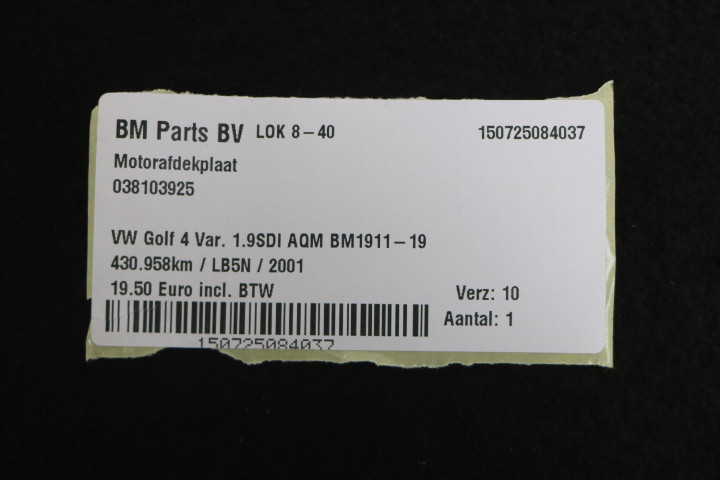 BM Parts BV LOK 8-40 150725084037
Motorafdekplaat
038103925
VW Golf 4 Var. 1.9SDI AQM BM1911-19
430.958km / LB5N / 2001
19.50 Euro incl. BTW Verz: 10
Aantal: 1
150725084037